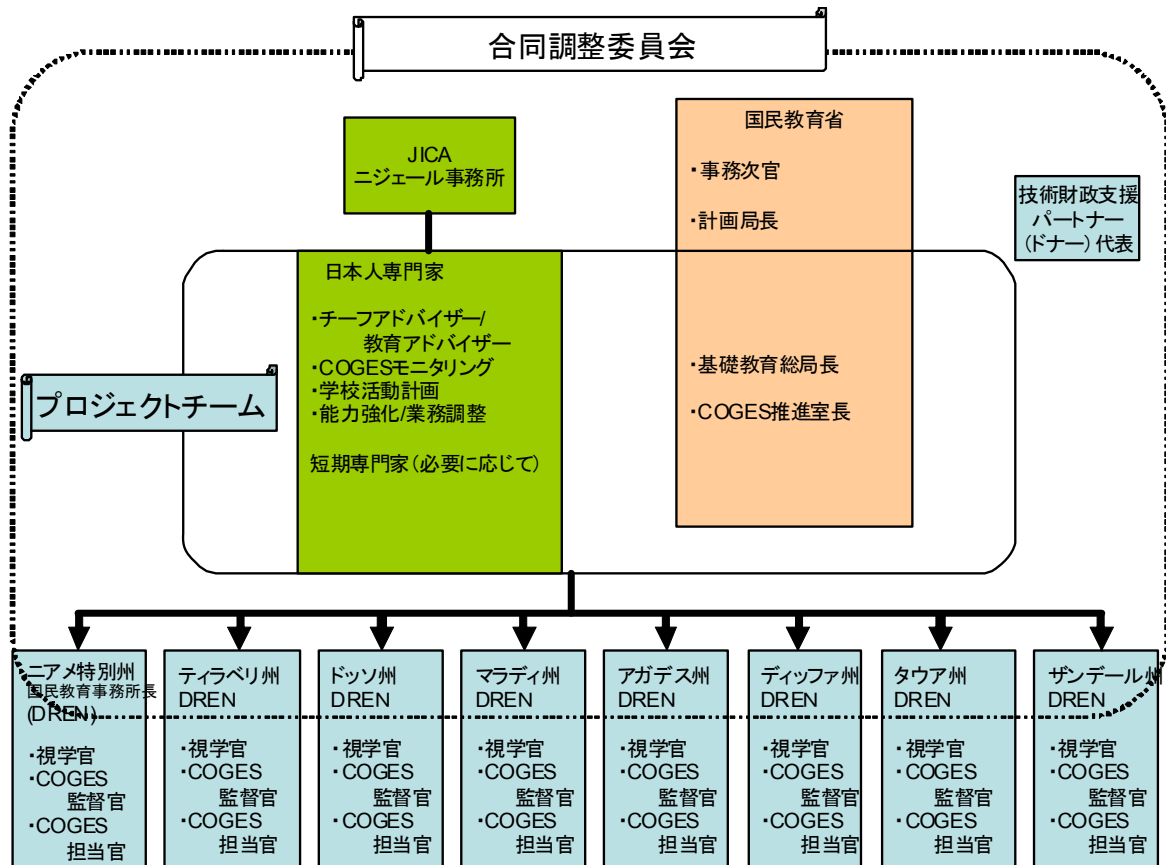 合同調整委員会
JICA
ニジェール事務所
国民教育省
・事務次官
・計画局長
・基礎教育総局長
・COGES推進室長
技術財政支援
パートナー
(ドナー)代表
日本人専門家
・チーフアドバイザー/
教育アドバイザー
・COGESモニタリング
・学校活動計画
・能力強化/業務調整
短期専門家(必要に応じて)
プロジェクトチーム
ニアメ特別州
国民教育事務所長
(DREN)
・視学官
・COGES
監督官
・COGES
担当官
ティラベリ州
DREN
・視学官
・COGES
監督官
・COGES
担当官
ドッソ州
DREN
・視学官
・COGES
監督官
・COGES
担当官
マラディ州
DREN
・視学官
・COGES
監督官
・COGES
担当官
アガデス州
DREN
・視学官
・COGES
監督官
・COGES
担当官
ディッファ州
DREN
・視学官
・COGES
監督官
・COGES
担当官
タウア州
DREN
・視学官
・COGES
監督官
・COGES
担当官
ザンデール州
DREN
・視学官
・COGES
監督官
・COGES
担当官